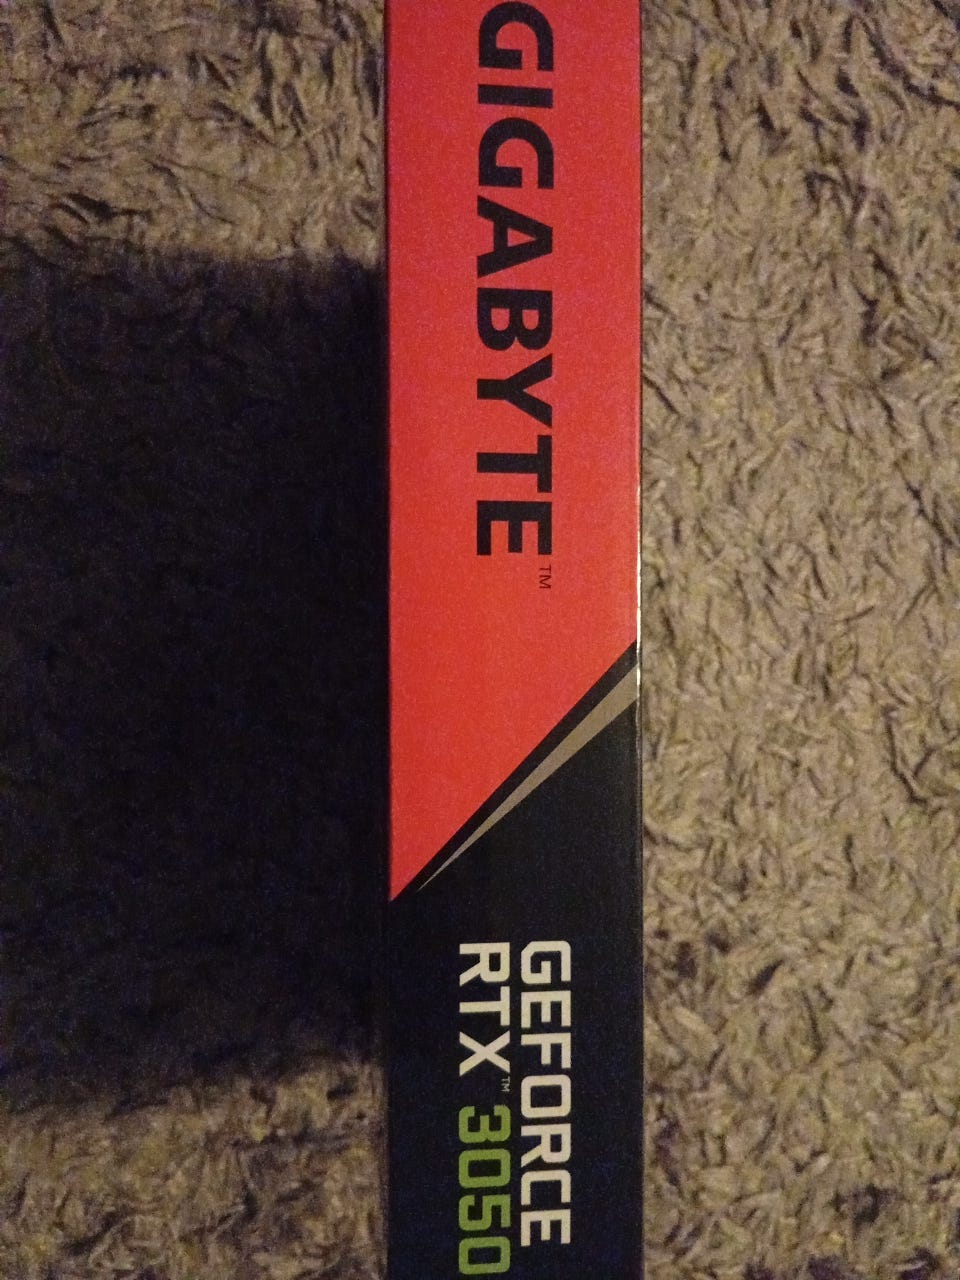 GIGABYTE™
GEFORCE
RTX™ 3050